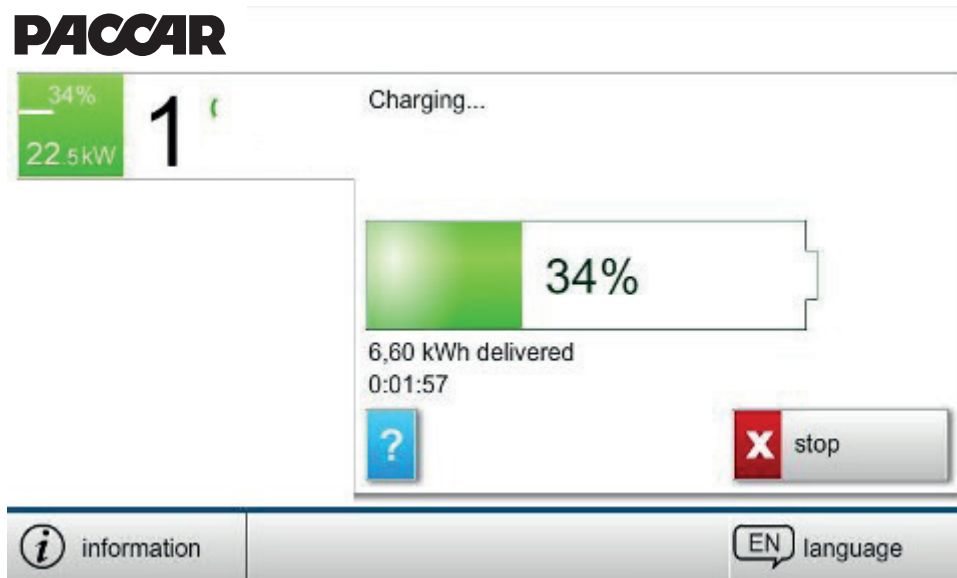 PACCAR
34%
22.5kW
1
Charging...
34%
6,60 kWh delivered
0:01:57
?
X stop
i information
EN language